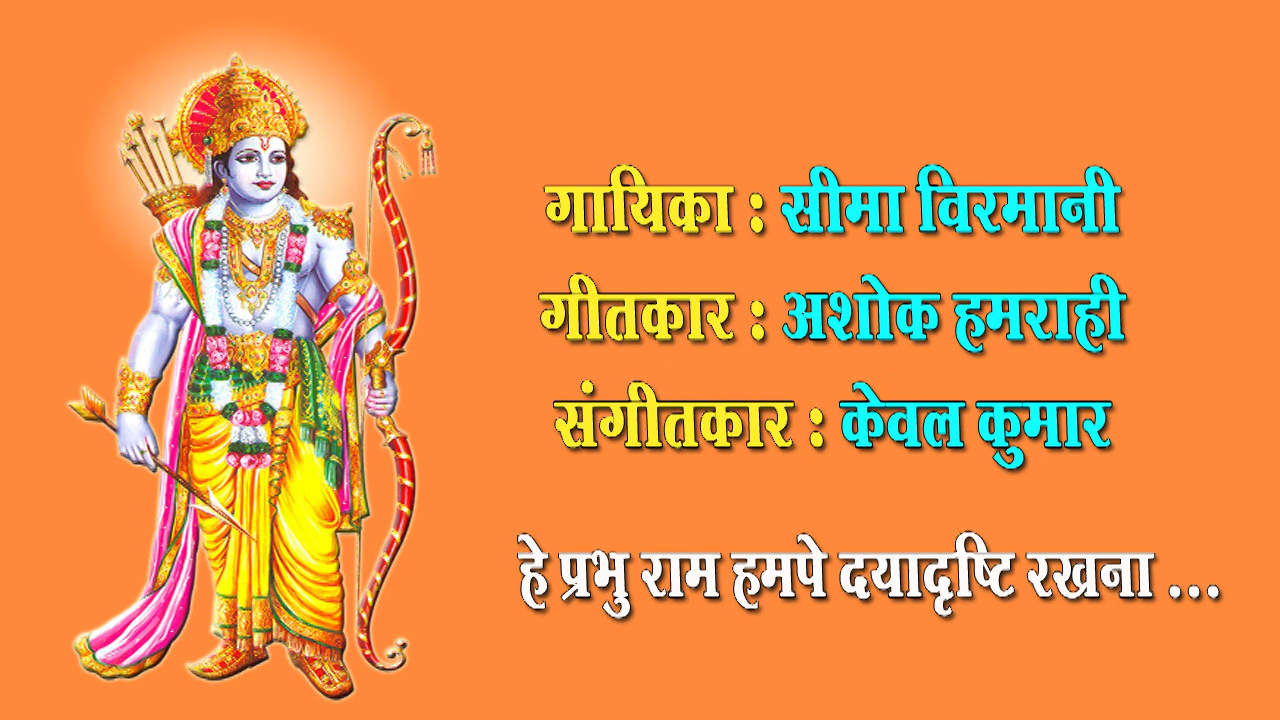 गायिका : सीमा विरमानी
गीतकार : अशोक हमराही
संगीतकार : केवल कुमार
हे प्रभु राम हमपे दयादृष्टि रखना ...